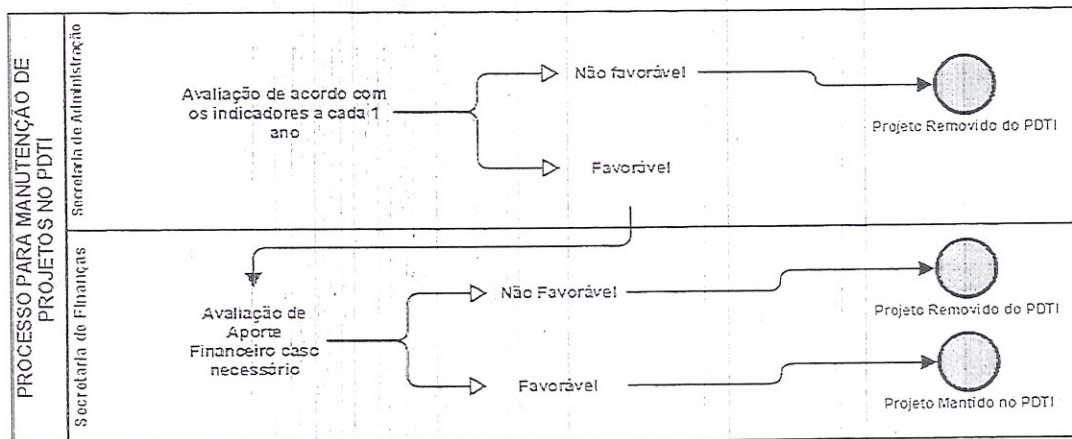 PROCESSO PARA MANUTENÇÃO DE
PROJETOS NO PDTI
Secretaria de Administração
Avaliação de acordo com
os indicadores a cada 1
ano
Não favorável
Favorável
Projeto Removido do PDTI
Secretaria de Finanças
Avaliação de
Aporte
Financeiro caso
necessário
Não Favorável
Favorável
Projeto Removido do PDTI
Projeto Mantido no PDTI